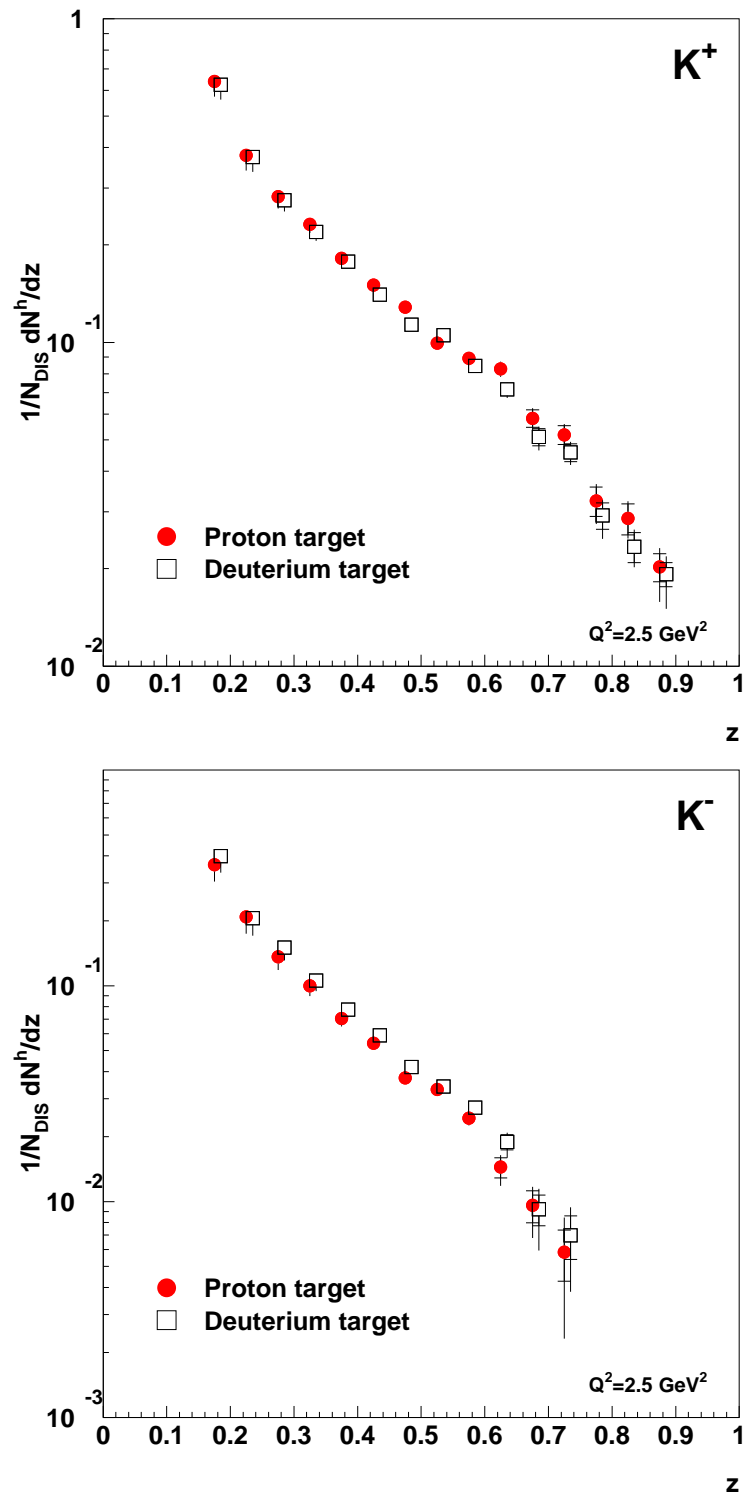 K+
1
10-1
10-2
1/NDIS dNh/dz
Proton target
Deuterium target
Q2=2.5 GeV2
0 0.1 0.2 0.3 0.4 0.5 0.6 0.7 0.8 0.9 1
z
K-
10-1
10-2
10-3
1/NDIS dNh/dz
Proton target
Deuterium target
Q2=2.5 GeV2
0 0.1 0.2 0.3 0.4 0.5 0.6 0.7 0.8 0.9 1
z